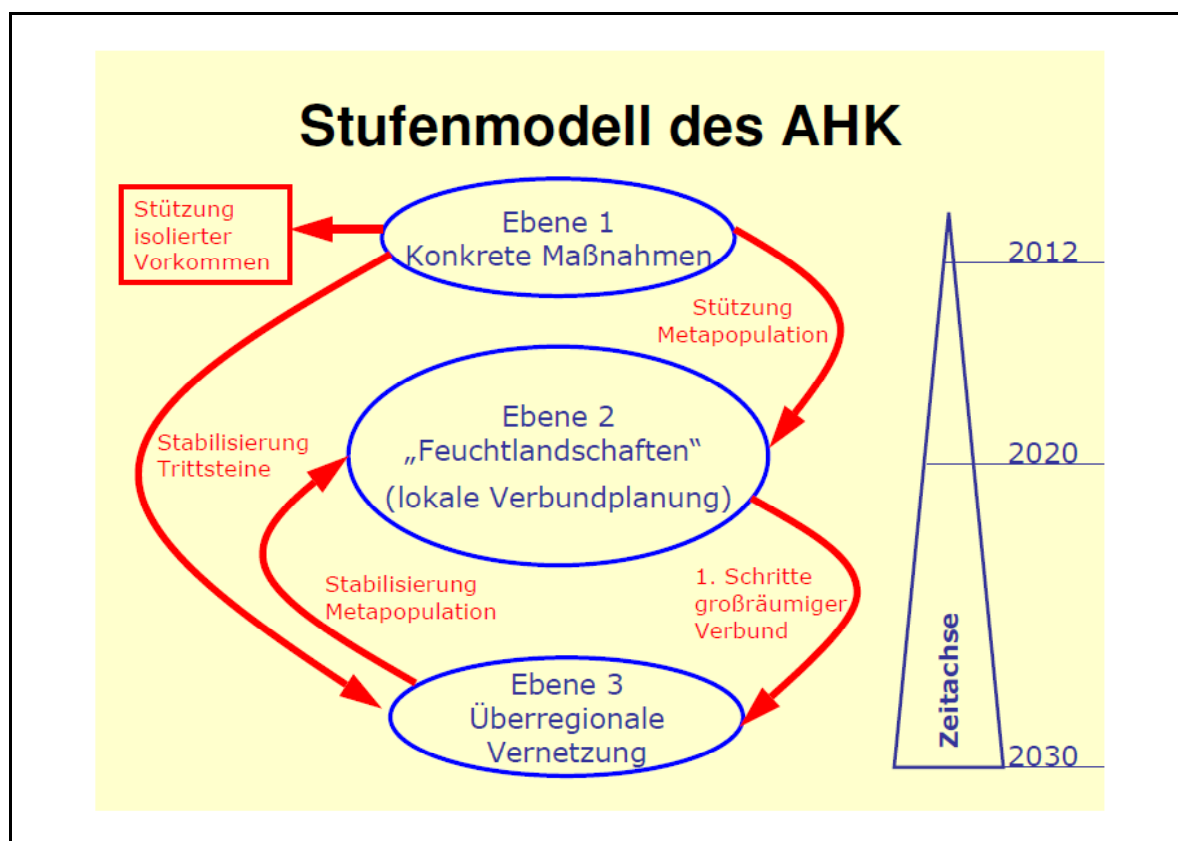 Stufenmodell des AHK
Stützung
isolierter
Vorkommen
Ebene 1
Konkrete Maßnahmen
2012
Stützung
Metapopulation
Ebene 2
„Feuchtlandschaften“
(lokale Verbundplanung)
Stabilisierung
Trittsteine
2020
Stabilisierung
Metapopulation
1. Schritte
großräumiger
Verbund
Ebene 3
Überregionale
Vernetzung
Zeitachse
2030